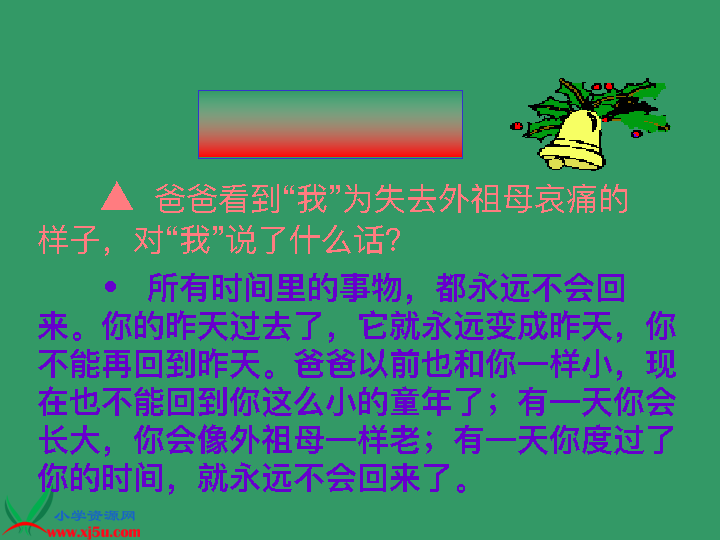 ▲ 爸爸看到“我”为失去外祖母哀痛的
样子，对“我”说了什么话？
• 所有时间里的事物，都永远不会回
来。你的昨天过去了，它就永远变成昨天，你
不能再回到昨天。爸爸以前也和你一样小，现
在也不能回到你这么小的童年了；有一天你会
长大，你会像外祖母一样老；有一天你度过了
你的时间，就永远不会回来了。
小学资源网
www.xj5u.com